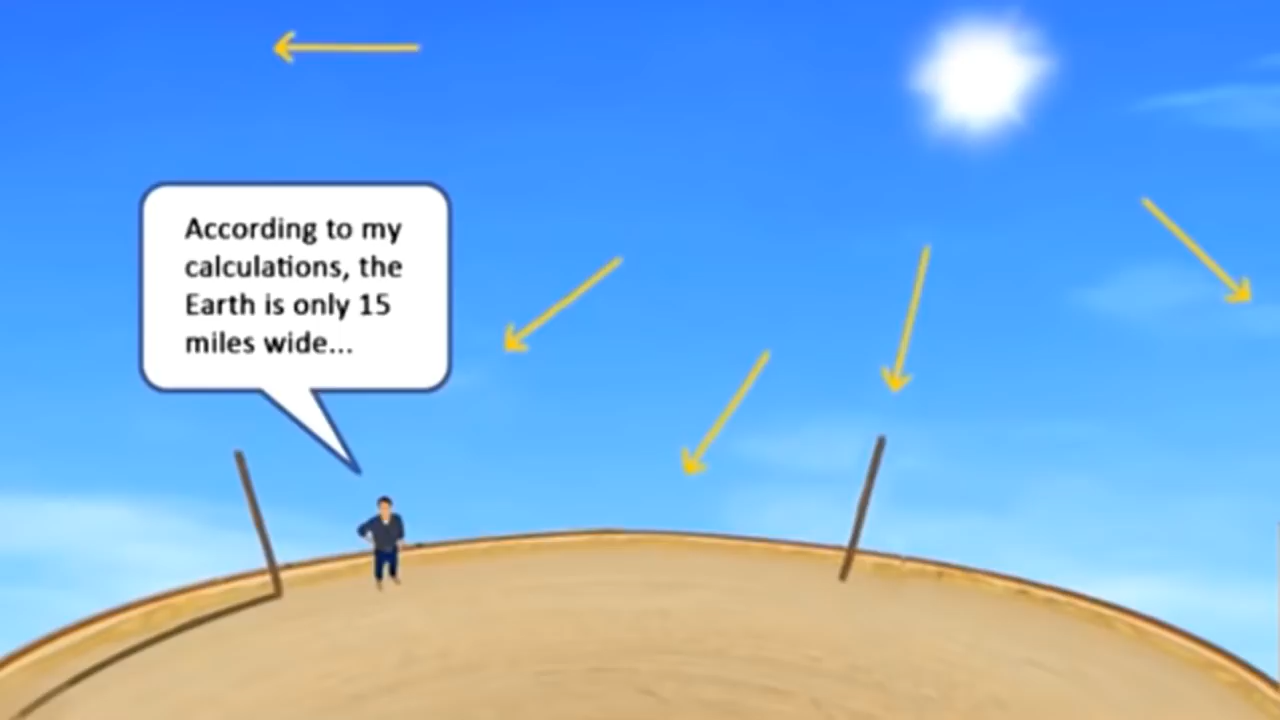 According to my
calculations, the
Earth is only 15
miles wide...